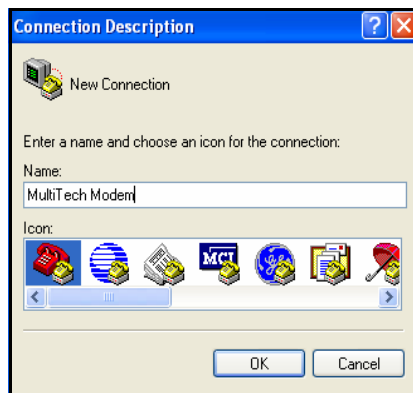 Connection Description
New Connection
Enter a name and choose an icon for the connection:
Name:
MultiTech Modem
Icon:
MCI
OK Cancel